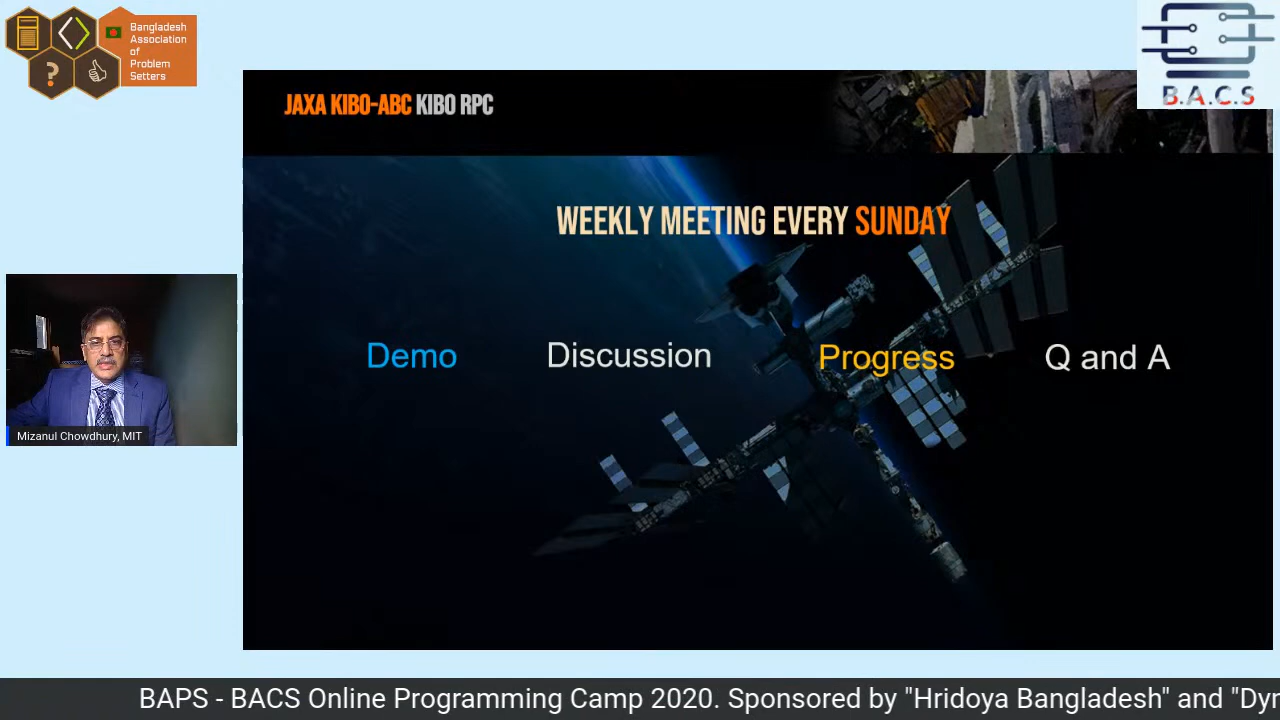 Bangladesh
Association
of
Problem
Setters
?
B.A.C.S
JAXA KIBO-ABC KIBO RPC
WEEKLY MEETING EVERY SUNDAY
Demo Discussion Progress Q and A
Mizanul Chowdhury, MIT
BAPS - BACS Online Programming Camp 2020. Sponsored by "Hridoya Bangladesh" and "Dyn